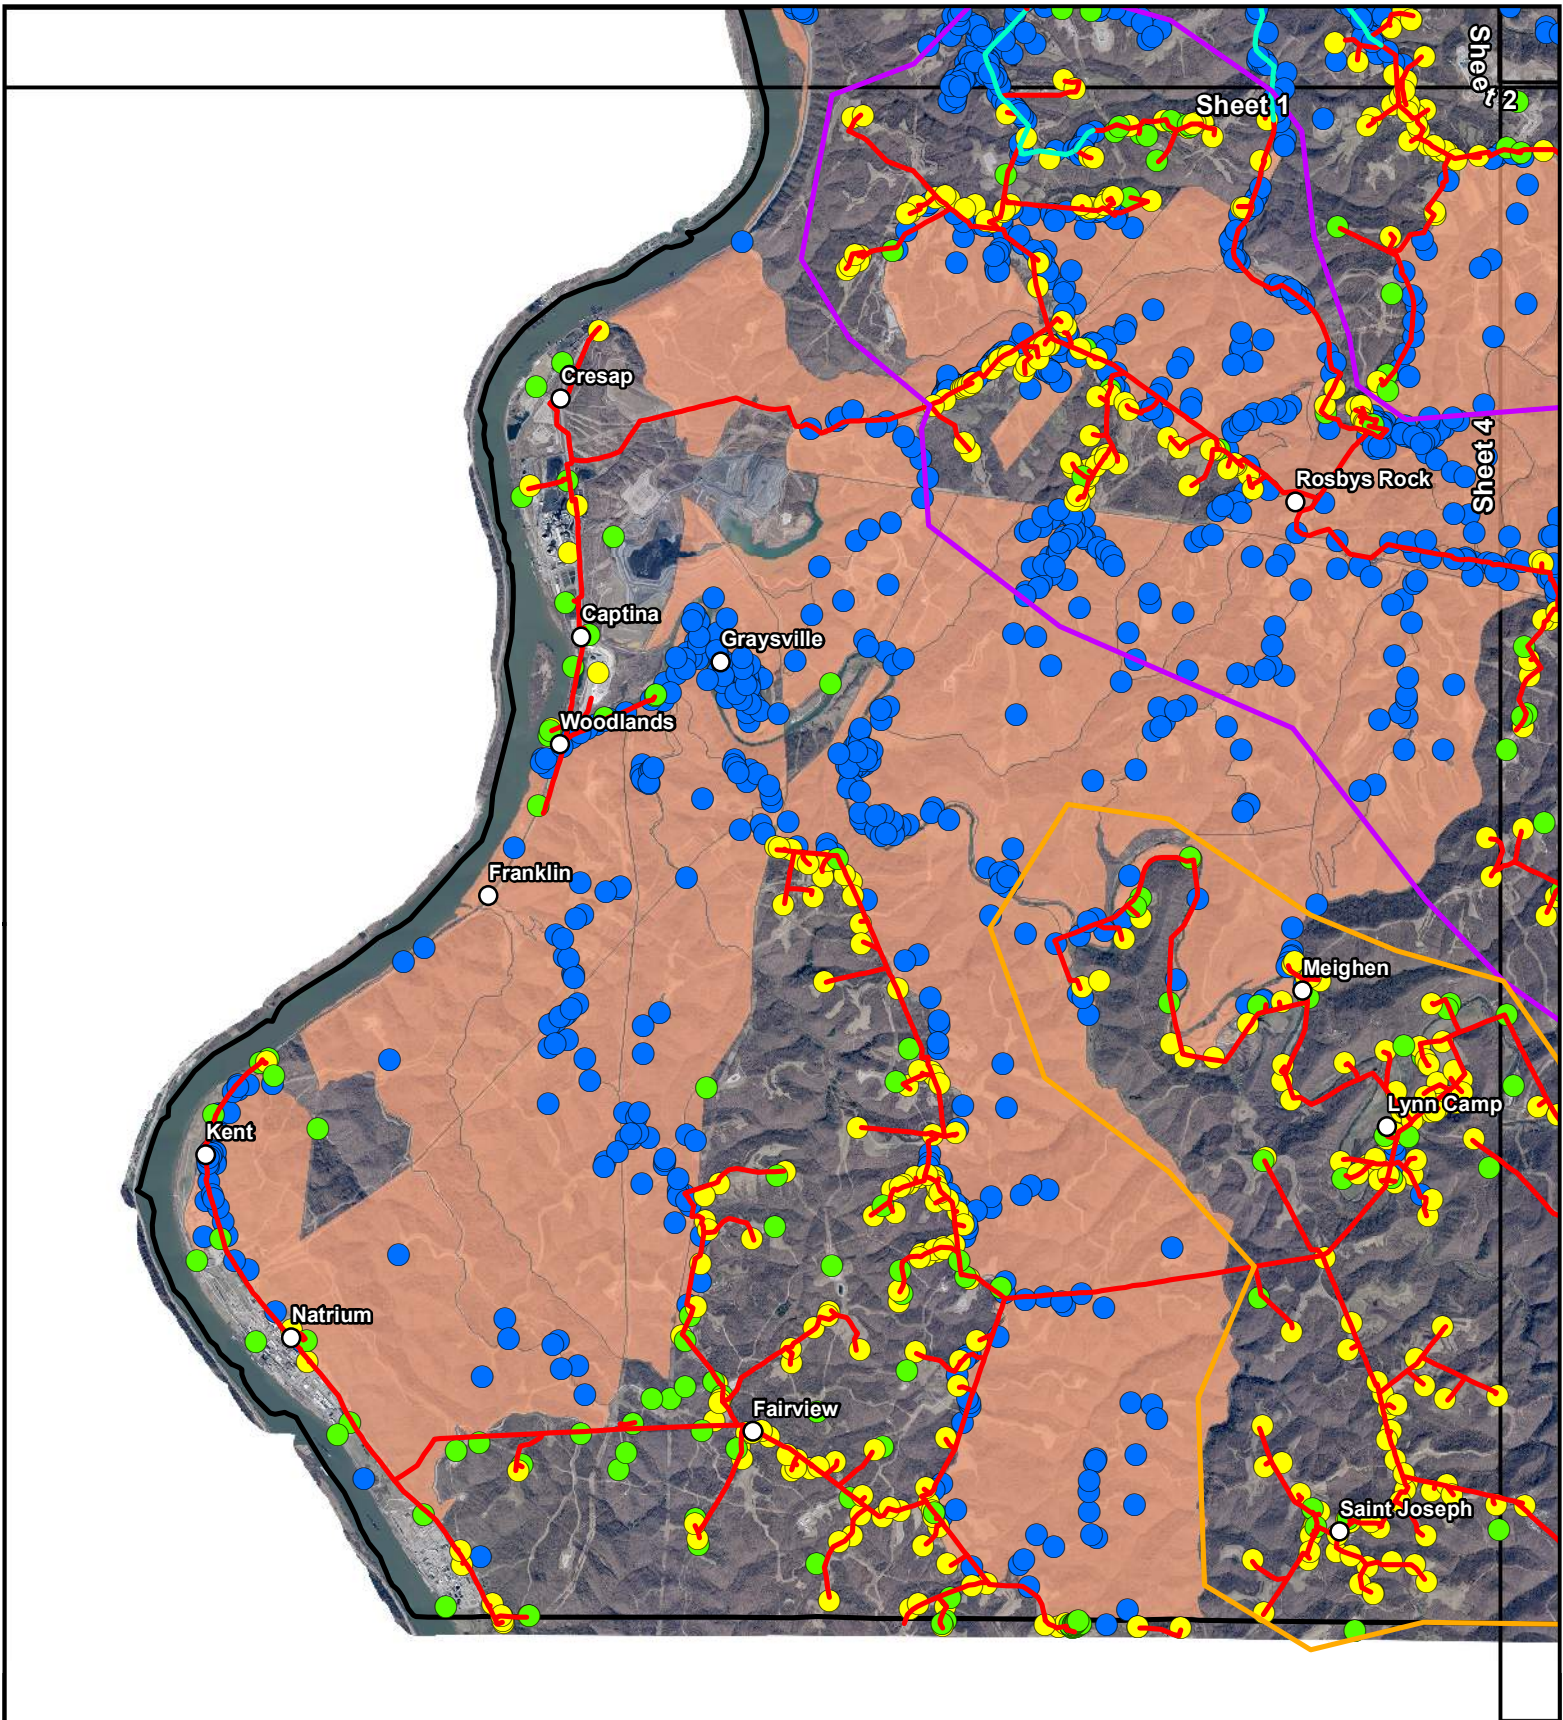 Sheet 2
Sheet 1
Cresap
Sheet 4
Rosbys Rock
Captina
Graysville
Woodlands
Franklin
Meighen
Lynn Camp
Kent
Natrium
Fairview
Saint Joseph